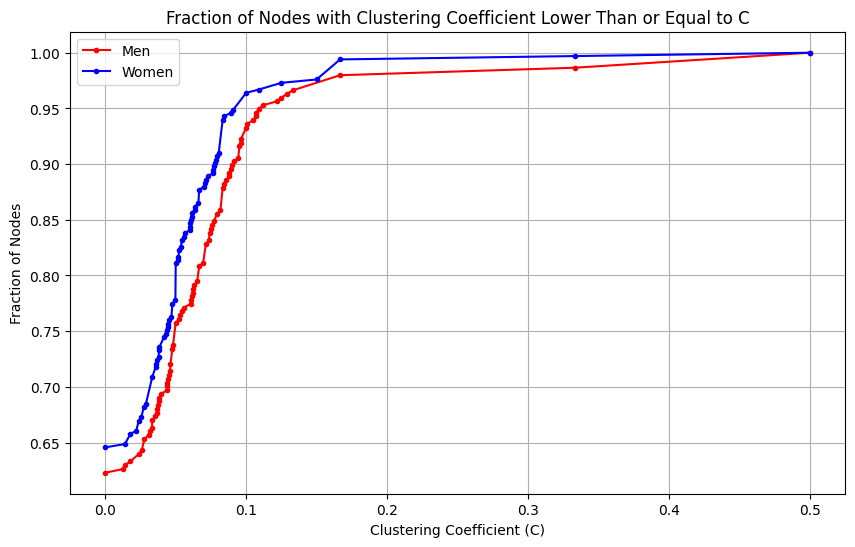 Fraction of Nodes with Clustering Coefficient Lower Than or Equal to C
Men
Women
1.00
0.95
0.90
0.85
0.80
0.75
0.70
0.65
Fraction of Nodes
0.0 0.1 0.2 0.3 0.4 0.5
Clustering Coefficient (C)